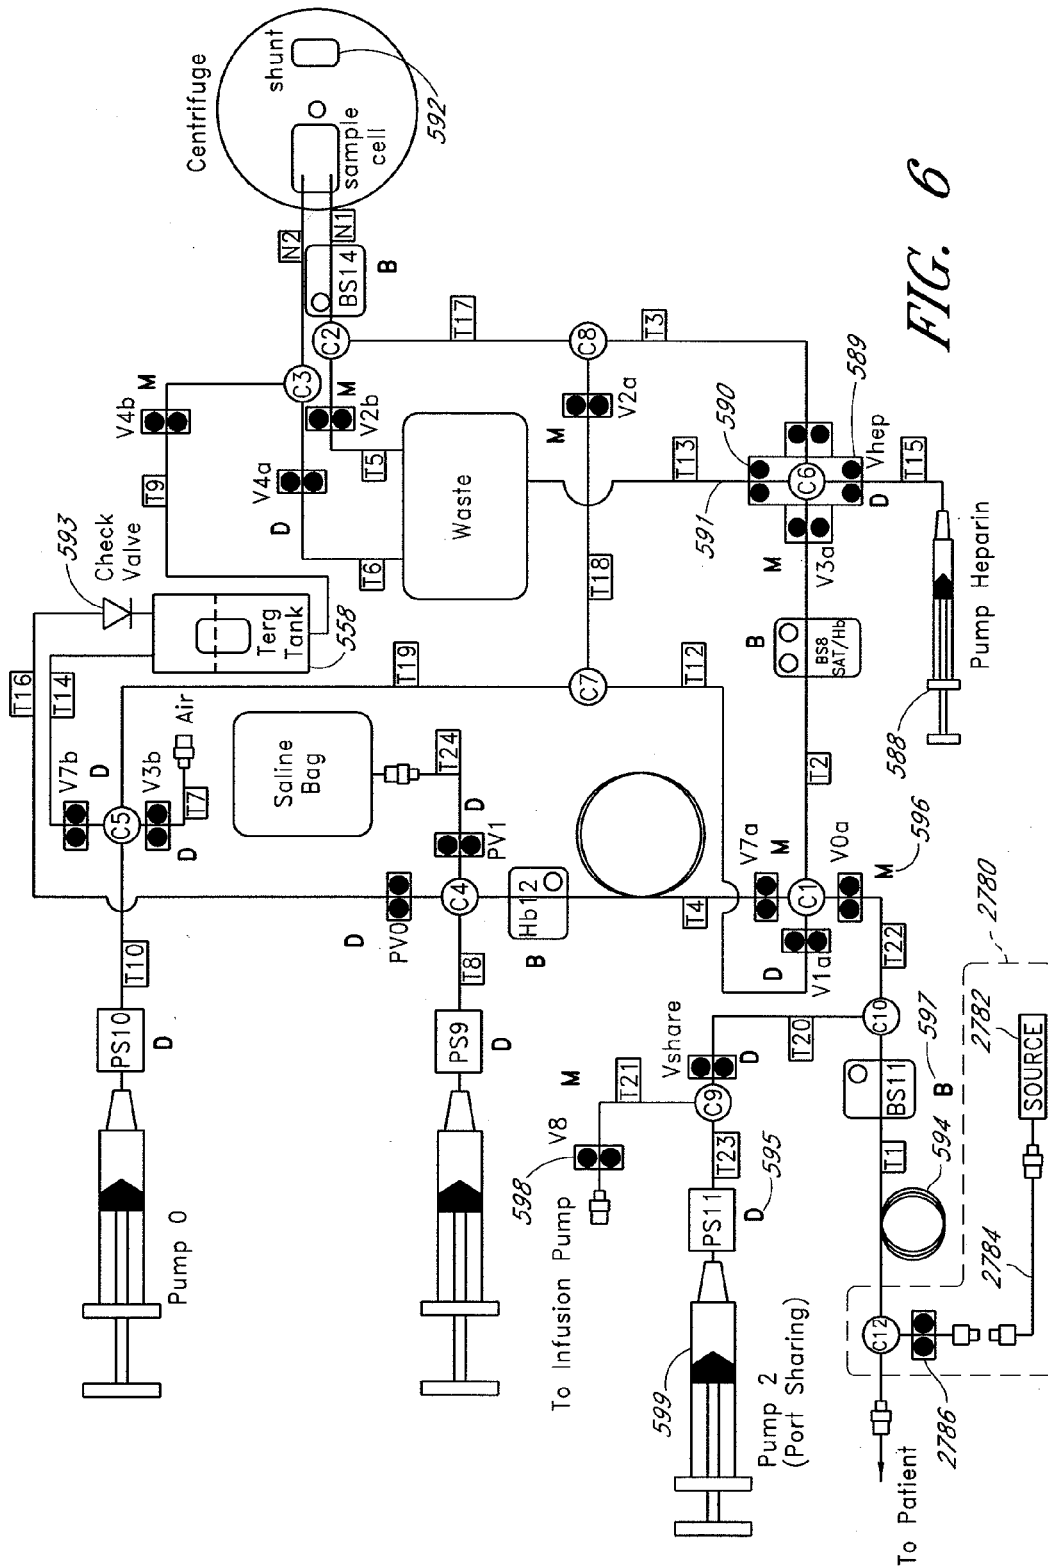 Centrifuge
shunt
592
sample
cell
N2
N1
BS14
B
C2
C3
V4b
M
T9
593
Check
Valve
T16
T14
Terg
Tank
558
V4a
D
V2b
M
T5
T6
Waste
T17
C8
T3
V2a
M
T13
T18
590
589
591
C6
Vhep
D
T15
V3a
M
Pump Heparin
588
BS8
SAT/Hb
B
T2
T12
C7
T19
Air
T7
V7b
D
C5
V3b
D
T10
PS10
D
Pump 0
Saline
Bag
T24
D
PV1
C4
PV0
D
Hb12
B
T8
PS9
D
T4
V7a
M
C1
V0a
M
596
V1a
D
T22
C10
T20
Vshare
D
C9
T21
M
V8
598
To Infusion Pump
T23
PS11
D
595
599
Pump 2
(Port Sharing)
BS11
B
597
T1
594
C12
2780
2782
SOURCE
2784
2786
To Patient
FIG. 6